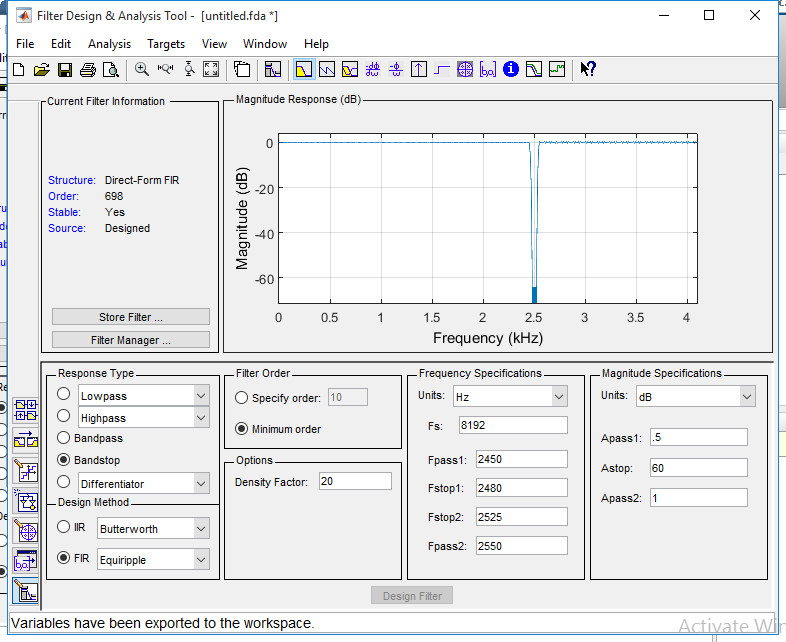 Filter Design & Analysis Tool - [untitled.fda *]
File Edit Analysis Targets View Window Help
Current Filter Information
Structure: Direct-Form FIR
Order: 698
Stable: Yes
Source: Designed
Store Filter ...
Filter Manager ...
Magnitude Response (dB)
Magnitude (dB)
0
-20
-40
-60
0 0.5 1 1.5 2 2.5 3 3.5 4
Frequency (kHz)
Response Type
Lowpass
Highpass
Bandpass
Bandstop
Differentiator
Design Method
IIR Butterworth
FIR Equiripple
Filter Order
Specify order: 10
Minimum order
Options
Density Factor: 20
Frequency Specifications
Units: Hz
Fs: 8192
Fpass1: 2450
Fstop1: 2480
Fstop2: 2525
Fpass2: 2550
Magnitude Specifications
Units: dB
Apass1: .5
Astop: 60
Apass2: 1
Design Filter
Variables have been exported to the workspace.
Activate Win